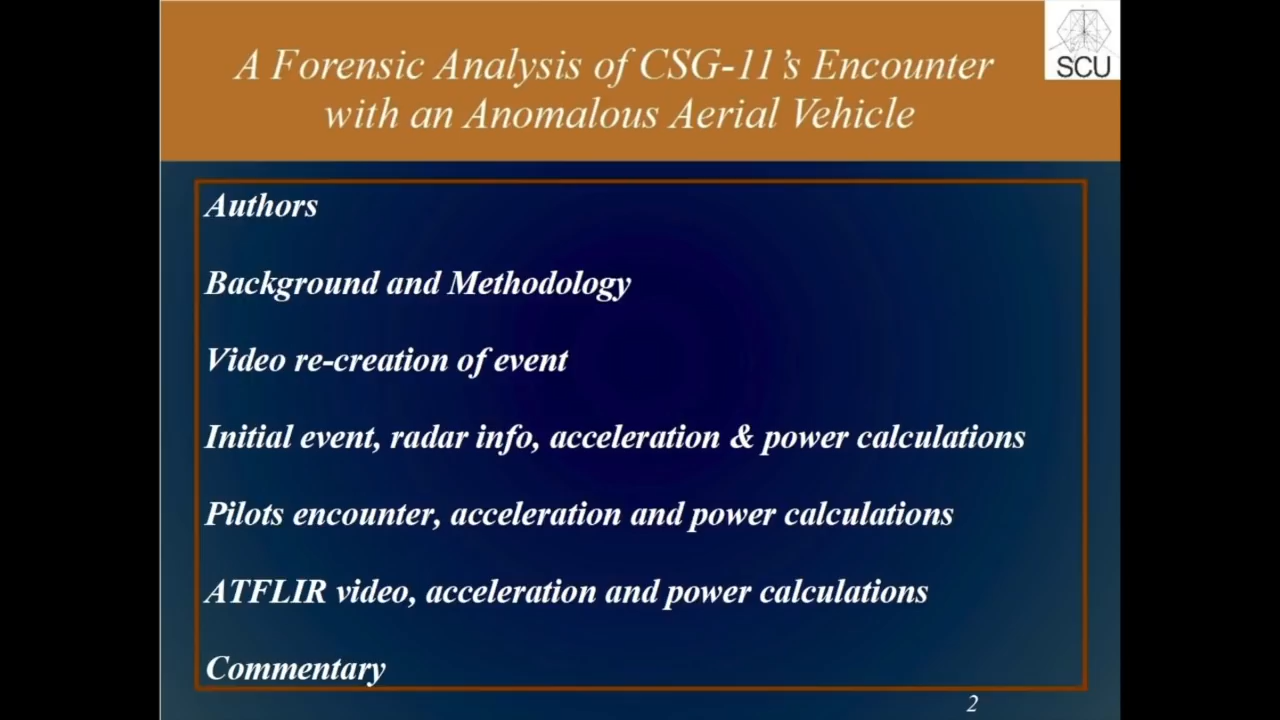 A Forensic Analysis of CSG-11's Encounter
with an Anomalous Aerial Vehicle
SCU
Authors
Background and Methodology
Video re-creation of event
Initial event, radar info, acceleration & power calculations
Pilots encounter, acceleration and power calculations
ATFLIR video, acceleration and power calculations
Commentary
2